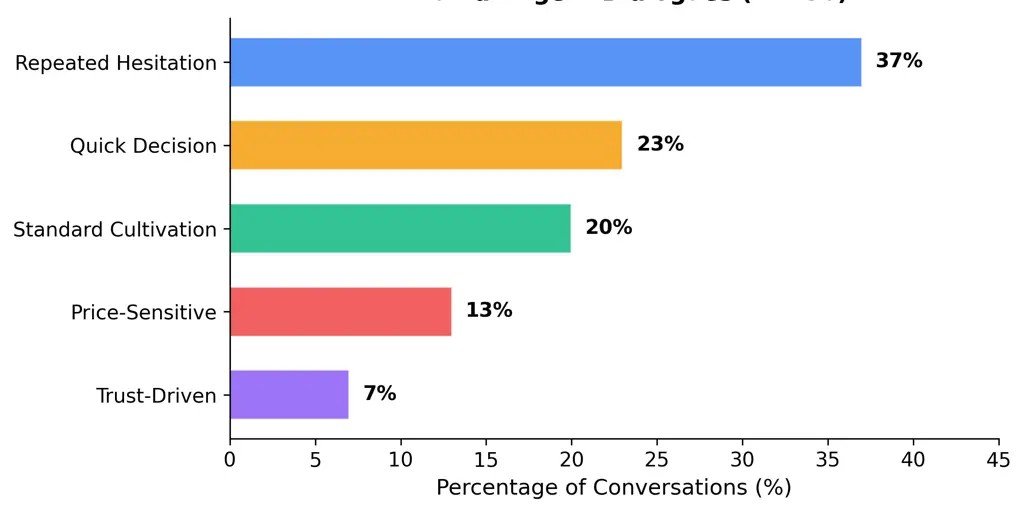 Repeated Hesitation 37%
Quick Decision 23%
Standard Cultivation 20%
Price-Sensitive 13%
Trust-Driven 7%
0 5 10 15 20 25 30 35 40 45
Percentage of Conversations (%)